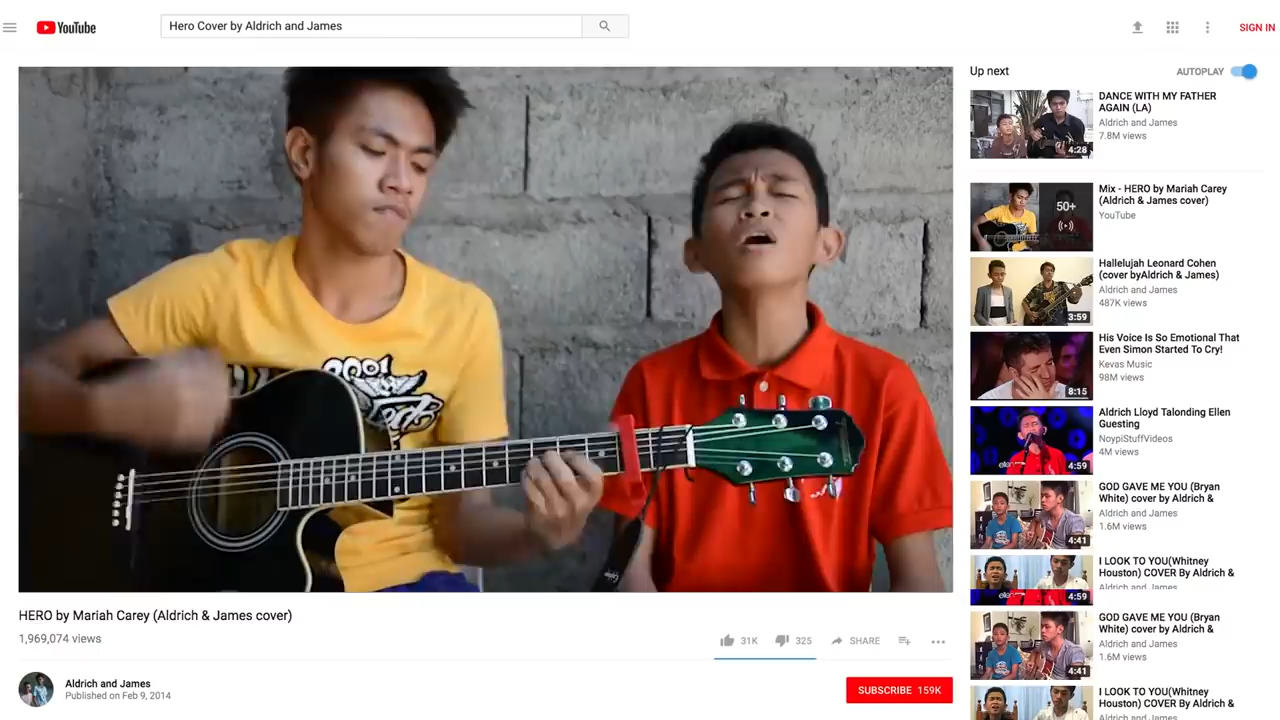 YouTube
Hero Cover by Aldrich and James
SIGN IN
HERO by Mariah Carey (Aldrich & James cover)
1,969,074 views
31K
325
SHARE
Aldrich and James
Published on Feb 9, 2014
SUBSCRIBE 159K
Up next
AUTOPLAY
4:28
DANCE WITH MY FATHER
AGAIN (LA)
Aldrich and James
7.8M views
50+
Mix - HERO by Mariah Carey
(Aldrich & James cover)
YouTube
3:59
Hallelujah Leonard Cohen
(cover byAldrich & James)
Aldrich and James
487K views
8:15
His Voice Is So Emotional That
Even Simon Started To Cry!
Kevas Music
98M views
ellen
4:59
Aldrich Lloyd Talonding Ellen
Guesting
NoypiStuffVideos
4M views
4:41
GOD GAVE ME YOU (Bryan
White) cover by Aldrich &
Aldrich and James
1.6M views
ellen
4:59
I LOOK TO YOU(Whitney
Houston) COVER By Aldrich &
Aldrich and James
4:41
GOD GAVE ME YOU (Bryan
White) cover by Aldrich &
Aldrich and James
1.6M views
I LOOK TO YOU(Whitney
Houston) COVER By Aldrich &
Aldrich and James